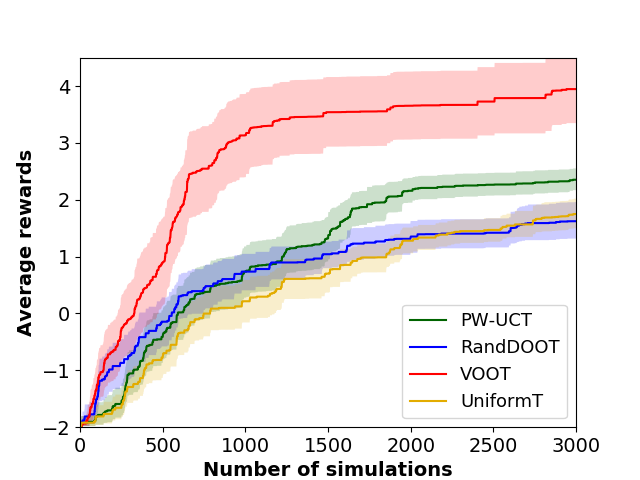 Average rewards
4
3
2
1
0
−1
−2
0
500
1000
1500
2000
2500
3000
Number of simulations
PW-UCT
RandDOOT
VOOT
UniformT